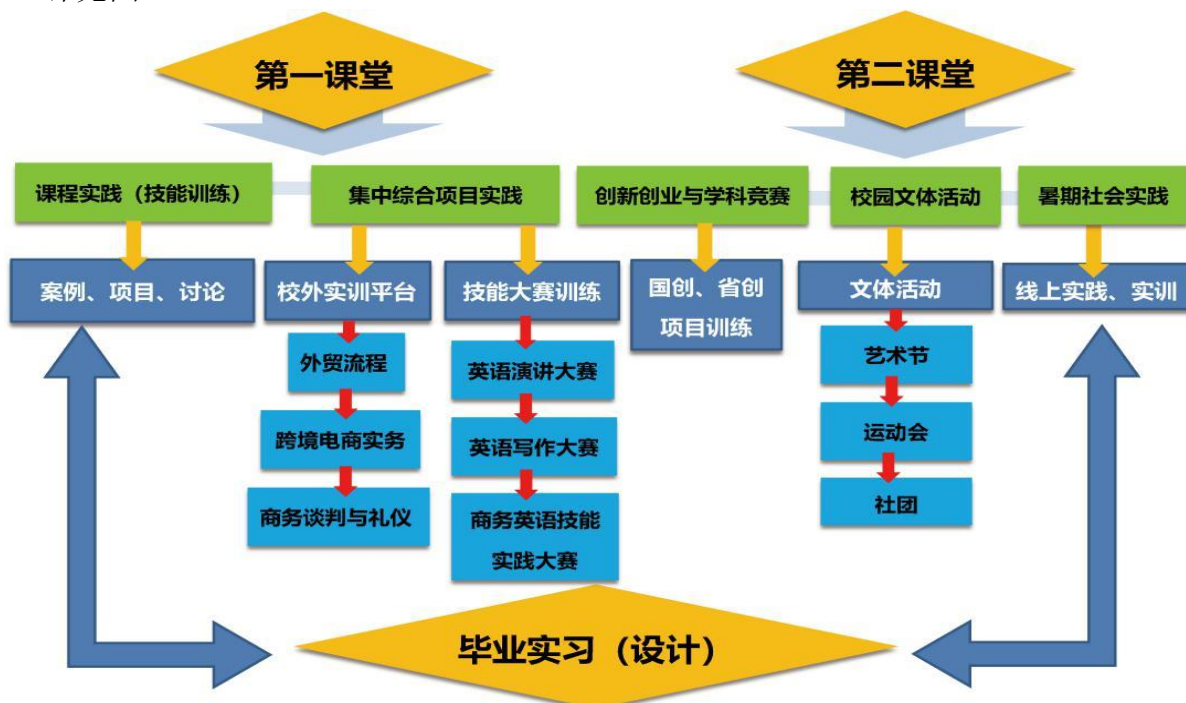 第一课堂
第二课堂
课程实践（技能训练）
集中综合项目实践
创新创业与学科竞赛
校园文体活动
暑期社会实践
案例、项目、讨论
校外实训平台
技能大赛训练
国创、省创
项目训练
文体活动
线上实践、实训
外贸流程
跨境电商实务
商务谈判与礼仪
英语演讲大赛
英语写作大赛
商务英语技能
实践大赛
艺术节
运动会
社团
毕业实习（设计）